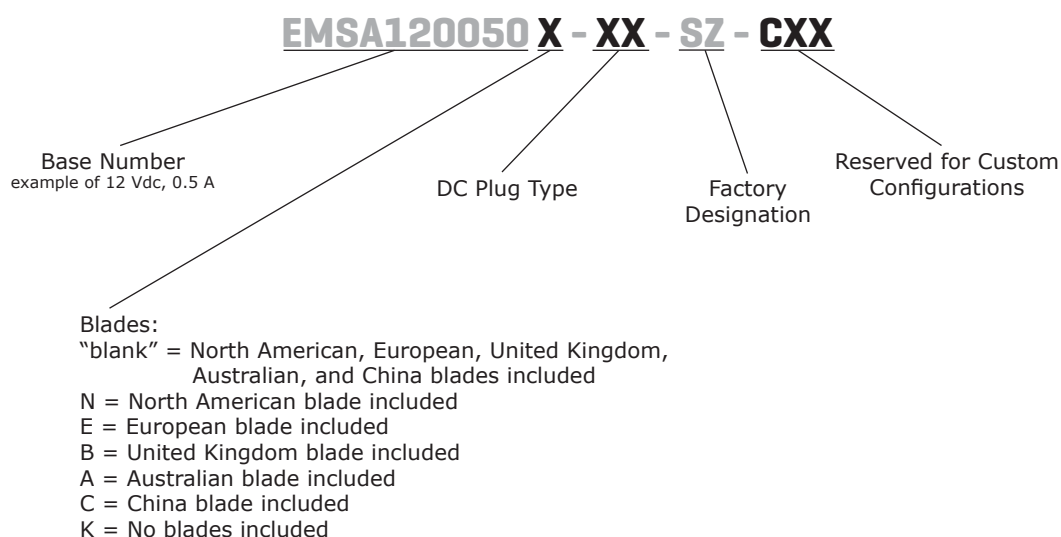 EMSA120050 X - XX - SZ - CXX
Base Number
example of 12 Vdc, 0.5 A
DC Plug Type
Factory
Designation
Reserved for Custom
Configurations
Blades:
“blank” = North American, European, United Kingdom,
Australian, and China blades included
N = North American blade included
E = European blade included
B = United Kingdom blade included
A = Australian blade included
C = China blade included
K = No blades included